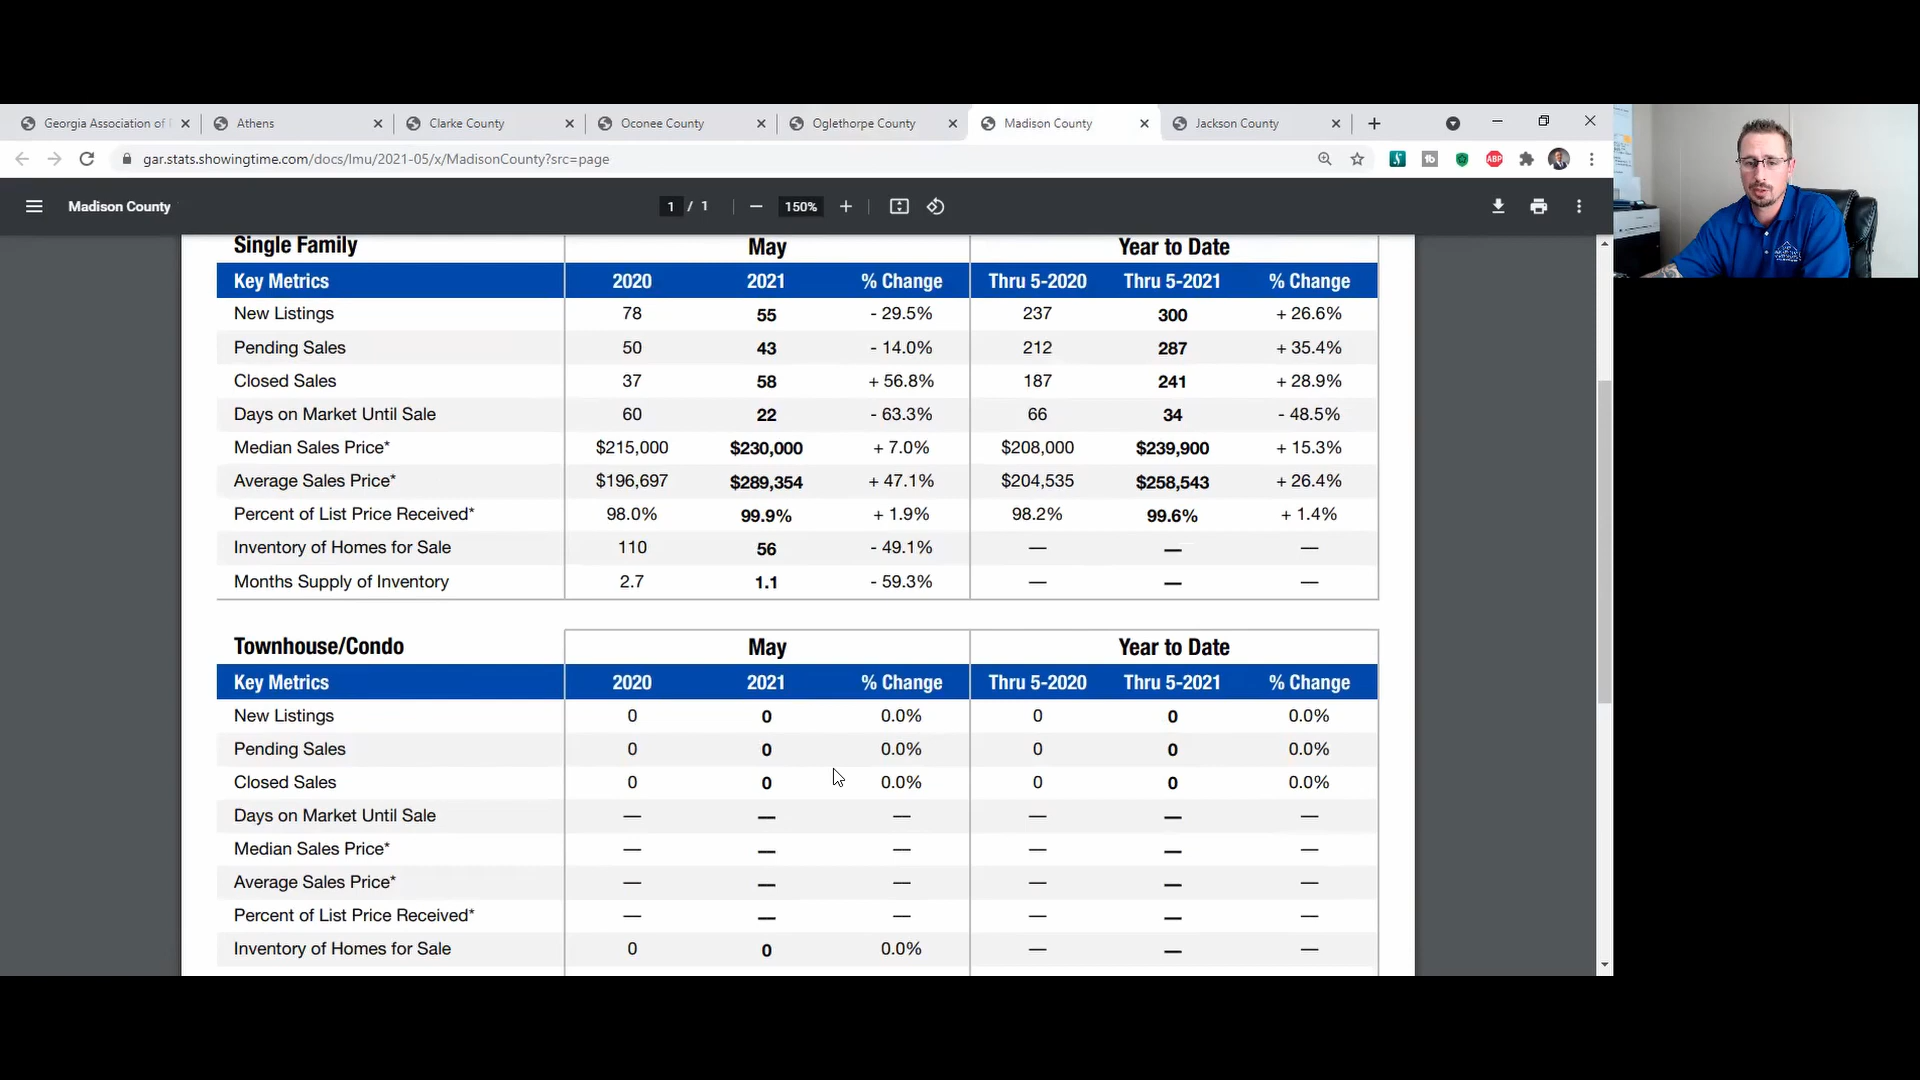 Georgia Association of
Athens
Clarke County
Oconee County
Oglethorpe County
Madison County
Jackson County
gar.stats.showingtime.com/docs/lmu/2021-05/x/MadisonCounty?src=page
ABP
Madison County
1 / 1
150%
Single Family May Year to Date
Key Metrics 2020 2021 % Change Thru 5-2020 Thru 5-2021 % Change
New Listings 78 55 - 29.5% 237 300 + 26.6%
Pending Sales 50 43 - 14.0% 212 287 + 35.4%
Closed Sales 37 58 + 56.8% 187 241 + 28.9%
Days on Market Until Sale 60 22 - 63.3% 66 34 - 48.5%
Median Sales Price* $215,000 $230,000 + 7.0% $208,000 $239,900 + 15.3%
Average Sales Price* $196,697 $289,354 + 47.1% $204,535 $258,543 + 26.4%
Percent of List Price Received* 98.0% 99.9% + 1.9% 98.2% 99.6% + 1.4%
Inventory of Homes for Sale 110 56 - 49.1% — — —
Months Supply of Inventory 2.7 1.1 - 59.3% — — —
Townhouse/Condo May Year to Date
Key Metrics 2020 2021 % Change Thru 5-2020 Thru 5-2021 % Change
New Listings 0 0 0.0% 0 0 0.0%
Pending Sales 0 0 0.0% 0 0 0.0%
Closed Sales 0 0 0.0% 0 0 0.0%
Days on Market Until Sale — — — — — —
Median Sales Price* — — — — — —
Average Sales Price* — — — — — —
Percent of List Price Received* — — — — — —
Inventory of Homes for Sale 0 0 0.0% — — —